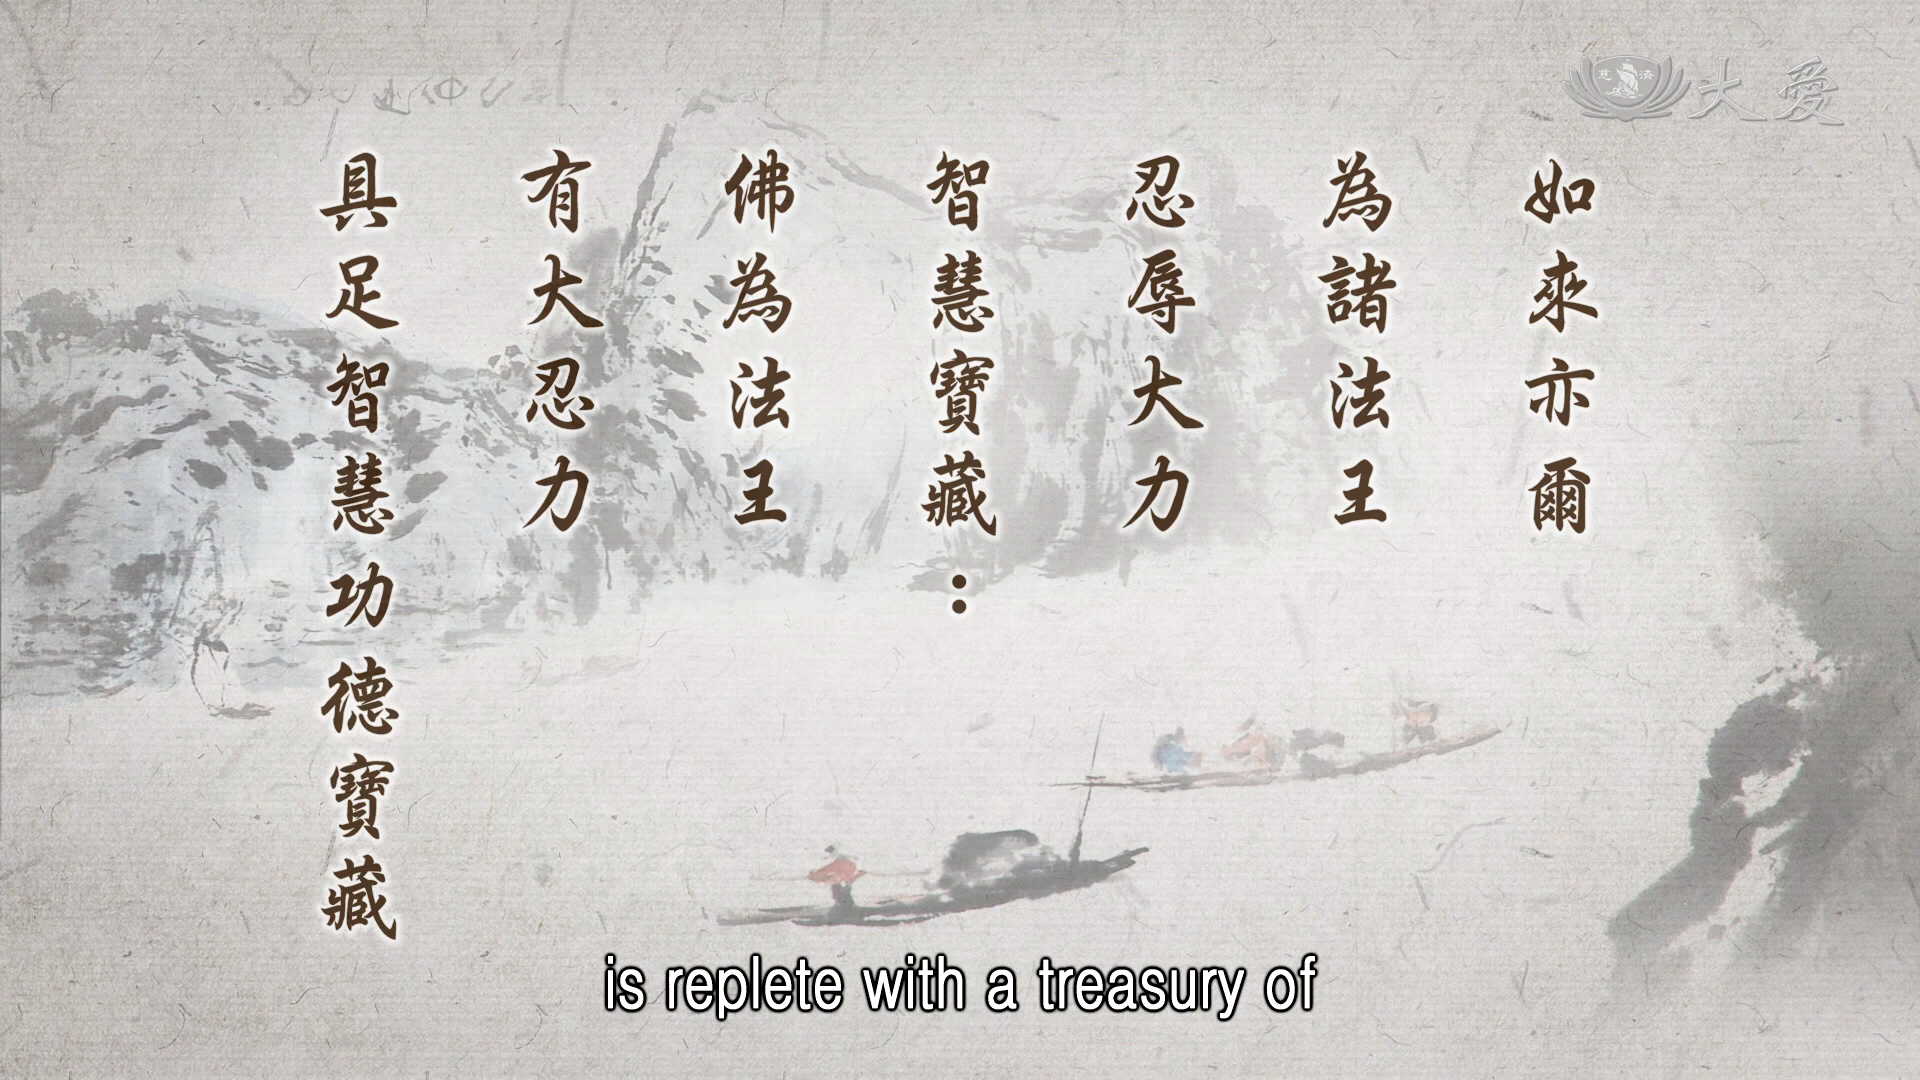 如來亦爾
為諸法王
忍辱大力
智慧寶藏：
佛為法王
有大忍力
具足智慧功德寶藏
is replete with a treasury of
慈濟
大愛